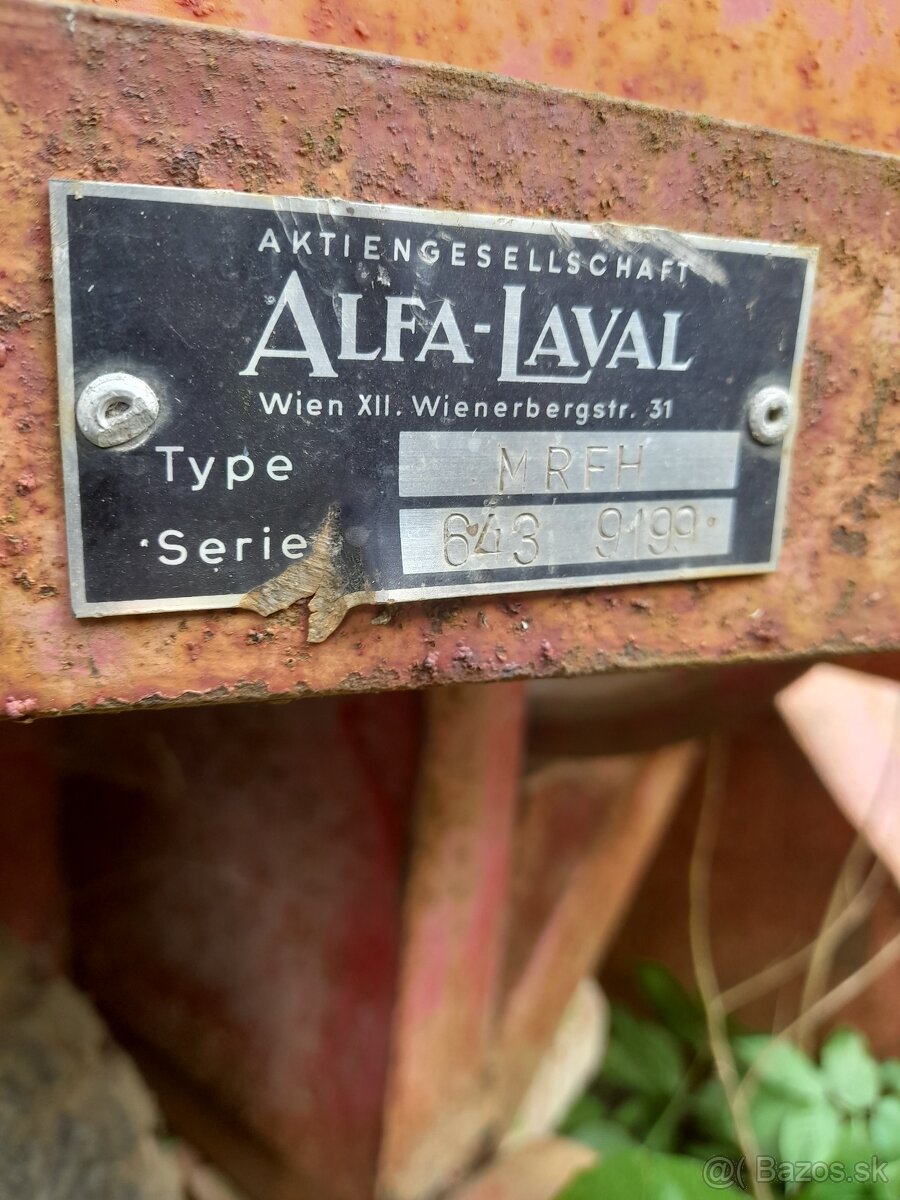 AKTIENGESELLSCHAFT
ALFA-LAVAL
Wien XII. Wienerbergstr. 31
Type MRFH
Serie 643 9199
@( Bazos.sk